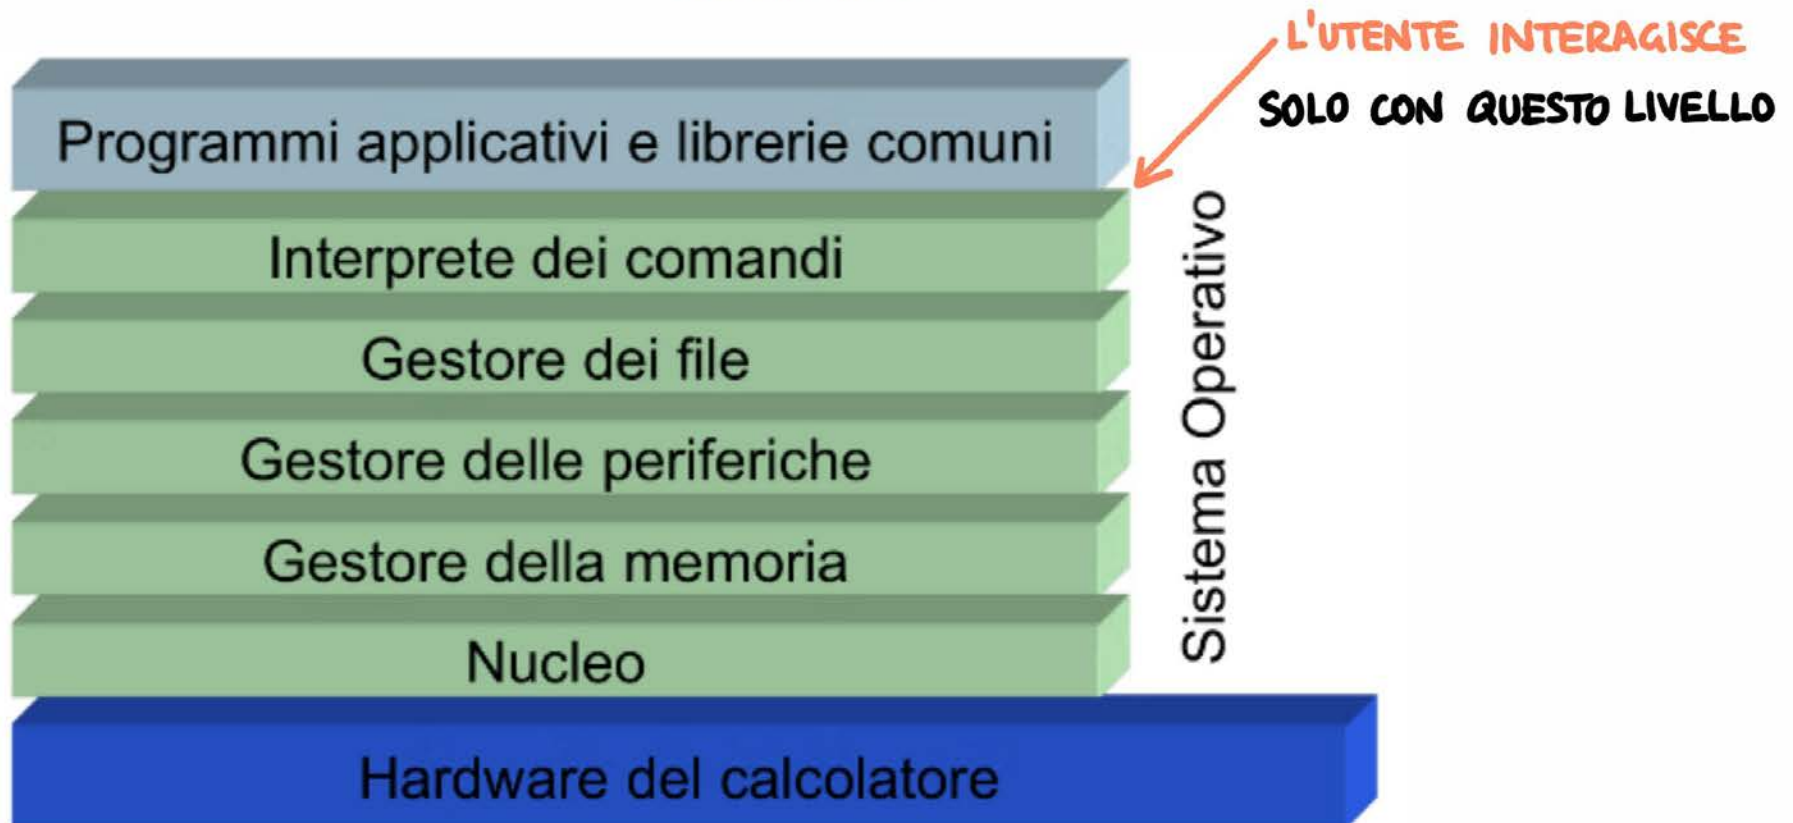 L'UTENTE INTERAGISCE
SOLO CON QUESTO LIVELLO
Programmi applicativi e librerie comuni
Interprete dei comandi
Gestore dei file
Gestore delle periferiche
Gestore della memoria
Nucleo
Sistema Operativo
Hardware del calcolatore